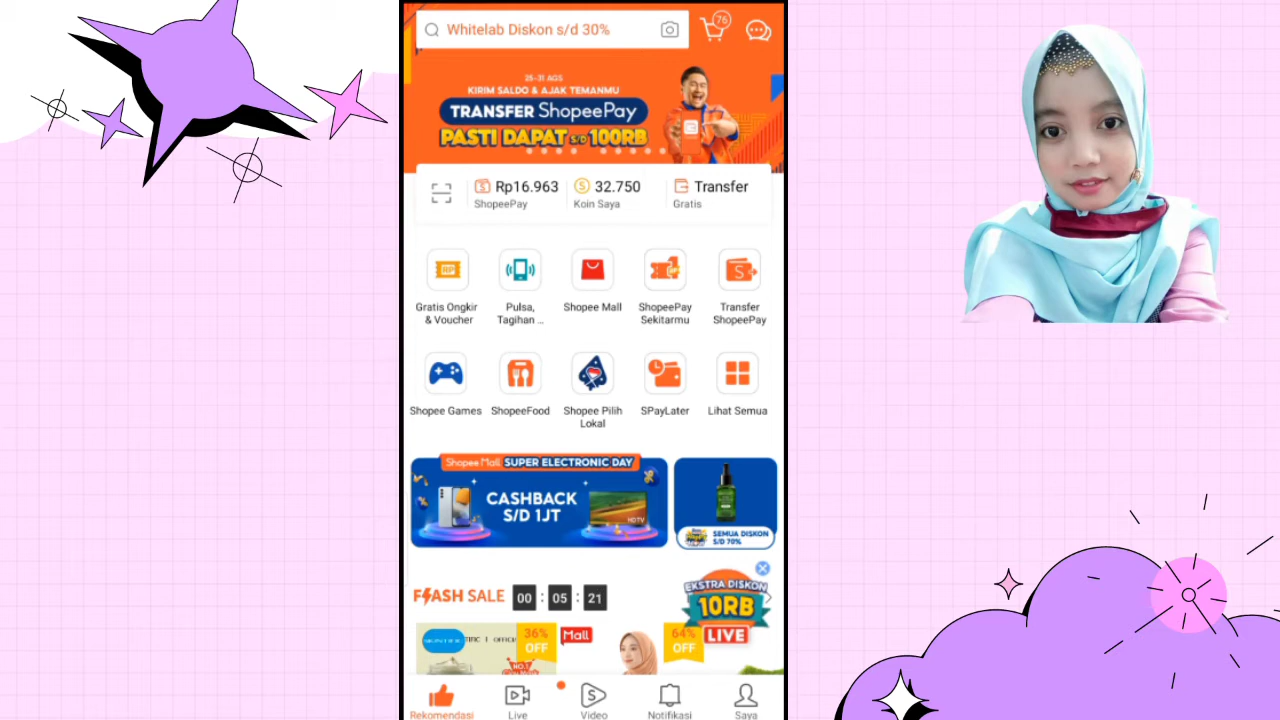 Whitelab Diskon s/d 30%
76
25-31 AGS
KIRIM SALDO & AJAK TEMANMU
TRANSFER ShopeePay
PASTI DAPAT S/D 100RB
Rp16.963
ShopeePay
32.750
Koin Saya
Transfer
Gratis
Gratis Ongkir
& Voucher
Pulsa,
Tagihan ...
Shopee Mall
ShopeePay
Sekitarmu
Transfer
ShopeePay
Shopee Games
ShopeeFood
Shopee Pilih
Lokal
SPayLater
Lihat Semua
Shopee Mall SUPER ELECTRONIC DAY
CASHBACK
S/D 1JT
HDTV
SEMUA DISKON
S/D 70%
FLASH SALE 00 : 05 : 21
EKSTRA DISKON
10RB
LIVE
36%
OFF
Mall
64%
OFF
NO.1
Rekomendasi
Live
Video
Notifikasi
Saya